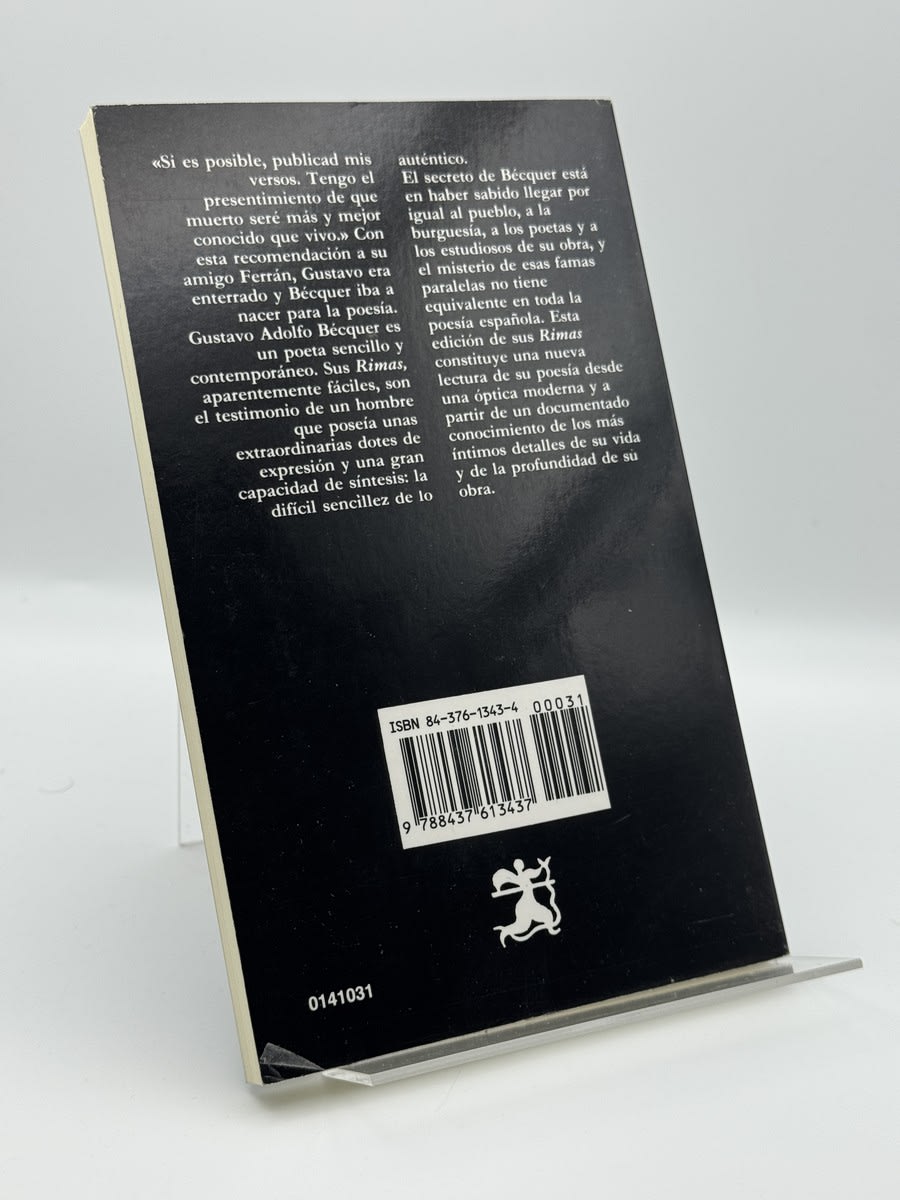 «Si es posible, publicad mis
versos. Tengo el
presentimiento de que
muerto seré más y mejor
conocido que vivo.» Con
esta recomendación a su
amigo Ferrán, Gustavo era
enterrado y Bécquer iba a
nacer para la poesía.
Gustavo Adolfo Bécquer es
un poeta sencillo y
contemporáneo. Sus Rimas,
aparentemente fáciles, son
el testimonio de un hombre
que poseía unas
extraordinarias dotes de
expresión y una gran
capacidad de síntesis: la
difícil sencillez de lo
auténtico.
El secreto de Bécquer está
en haber sabido llegar por
igual al pueblo, a la
burguesía, a los poetas y a
los estudiosos de su obra, y
el misterio de esas famas
paralelas no tiene
equivalente en toda la
poesía española. Esta
edición de sus Rimas
constituye una nueva
lectura de su poesía desde
una óptica moderna y a
partir de un documentado
conocimiento de los más
íntimos detalles de su vida
y de la profundidad de su
obra.
ISBN 84-376-1343-4
00031
9 788437 613437
0141031